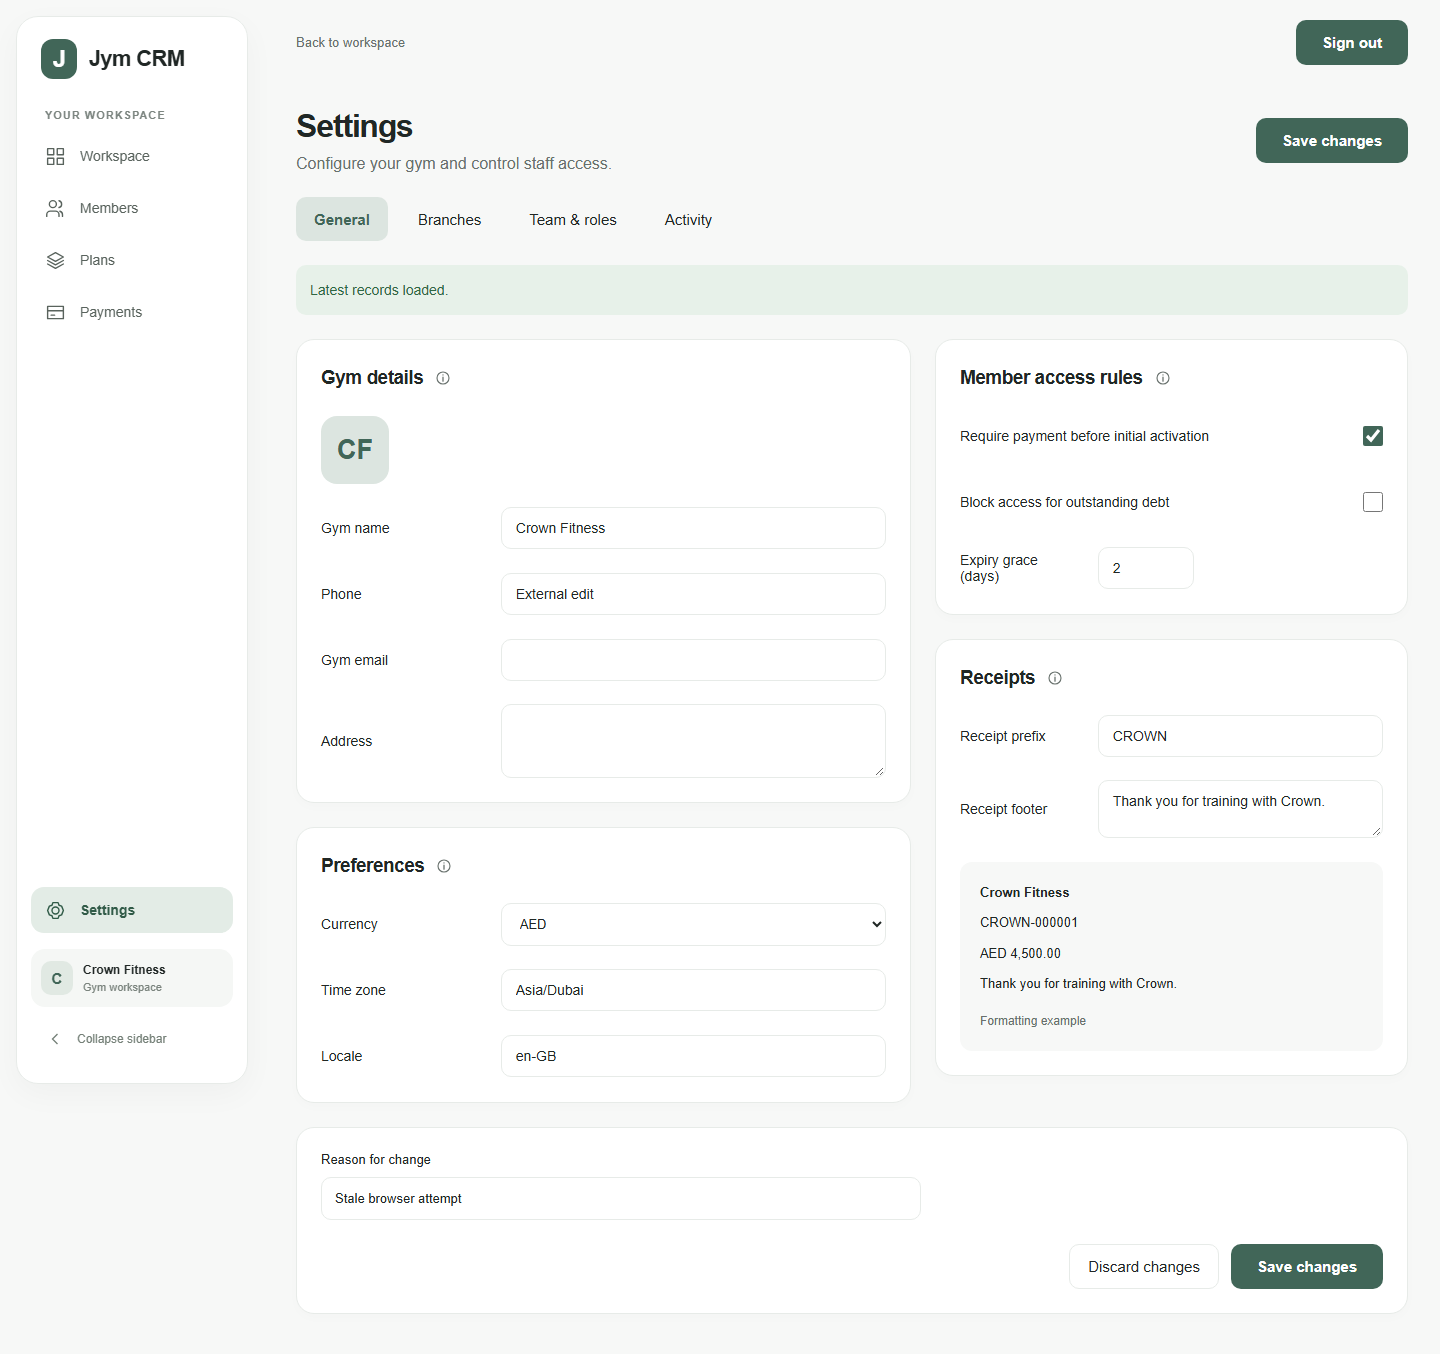 J
Jym CRM
YOUR WORKSPACE
Workspace
Members
Plans
Payments
Settings
C
Crown Fitness
Gym workspace
Collapse sidebar
Back to workspace
Sign out
Settings
Configure your gym and control staff access.
Save changes
General
Branches
Team & roles
Activity
Latest records loaded.
Gym details
CF
Gym name
Crown Fitness
Phone
External edit
Gym email
Address
Preferences
Currency
AED
Time zone
Asia/Dubai
Locale
en-GB
Member access rules
Require payment before initial activation
Block access for outstanding debt
Expiry grace
(days)
2
Receipts
Receipt prefix
CROWN
Receipt footer
Thank you for training with Crown.
Crown Fitness
CROWN-000001
AED 4,500.00
Thank you for training with Crown.
Formatting example
Reason for change
Stale browser attempt
Discard changes
Save changes